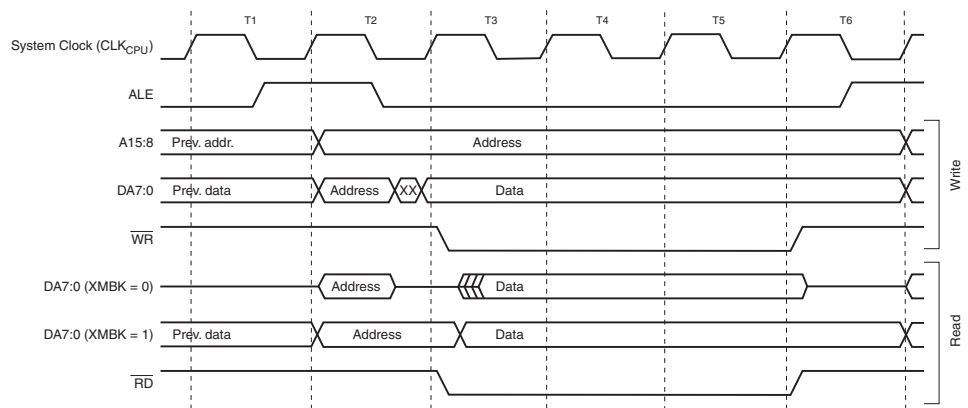 T1 T2 T3 T4 T5 T6
System Clock (CLKCPU)
ALE
A15:8 Prev. addr. Address
DA7:0 Prev. data Address XX Data
WR
Write
DA7:0 (XMBK = 0) Address Data
DA7:0 (XMBK = 1) Prev. data Address Data
RD
Read